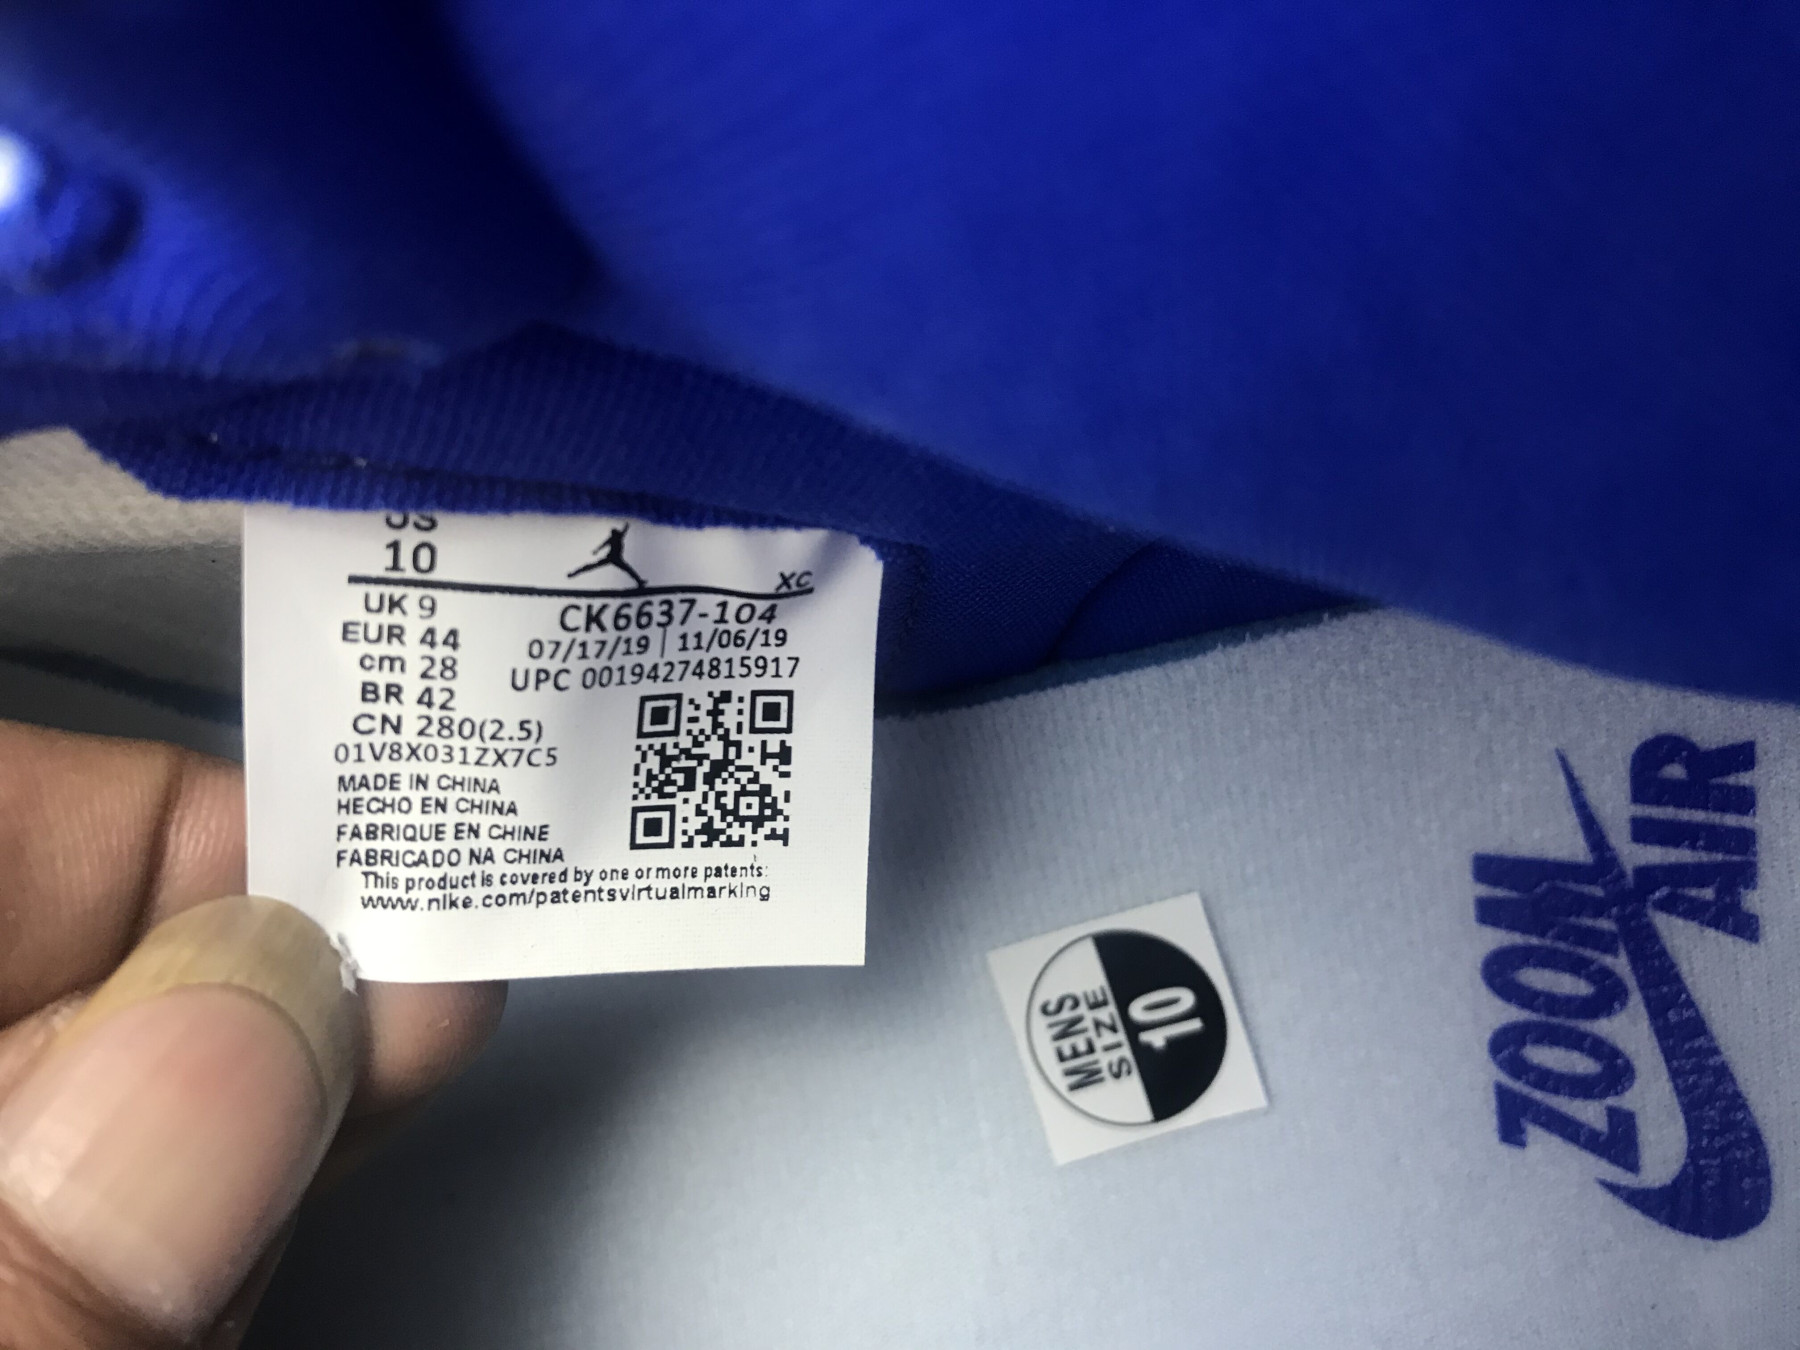 US
10
XC
UK 9
CK6637-104
EUR 44
07/17/19 | 11/06/19
cm 28
UPC 00194274815917
BR 42
CN 280(2.5)
01V8X031ZX7C5
MADE IN CHINA
HECHO EN CHINA
FABRIQUE EN CHINE
FABRICADO NA CHINA
This product is covered by one or more patents:
www.nike.com/patentsvirtualmarking
MENS
SIZE
10
ZOOM
AIR